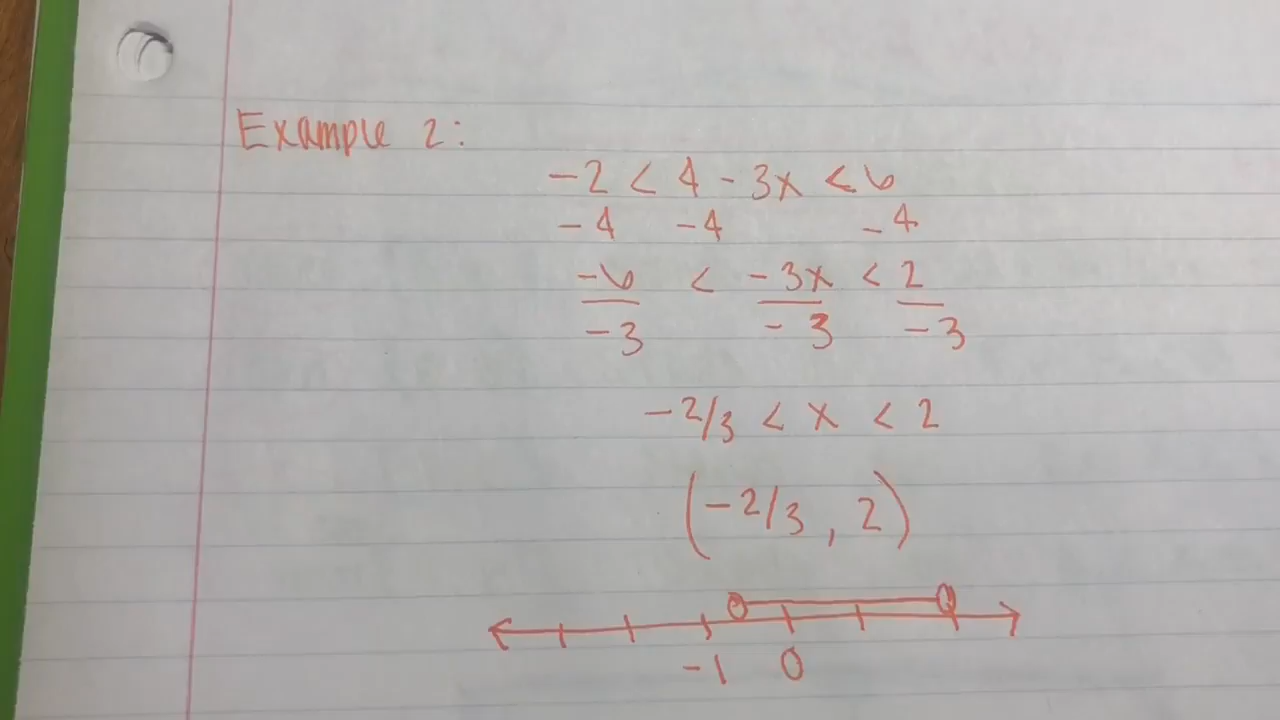 Example 2:
-2 < 4 - 3x < 6
-4 -4 -4
-6 < -3x < 2
-3 -3 -3
-2/3 < x < 2
(-2/3, 2)
-1 0